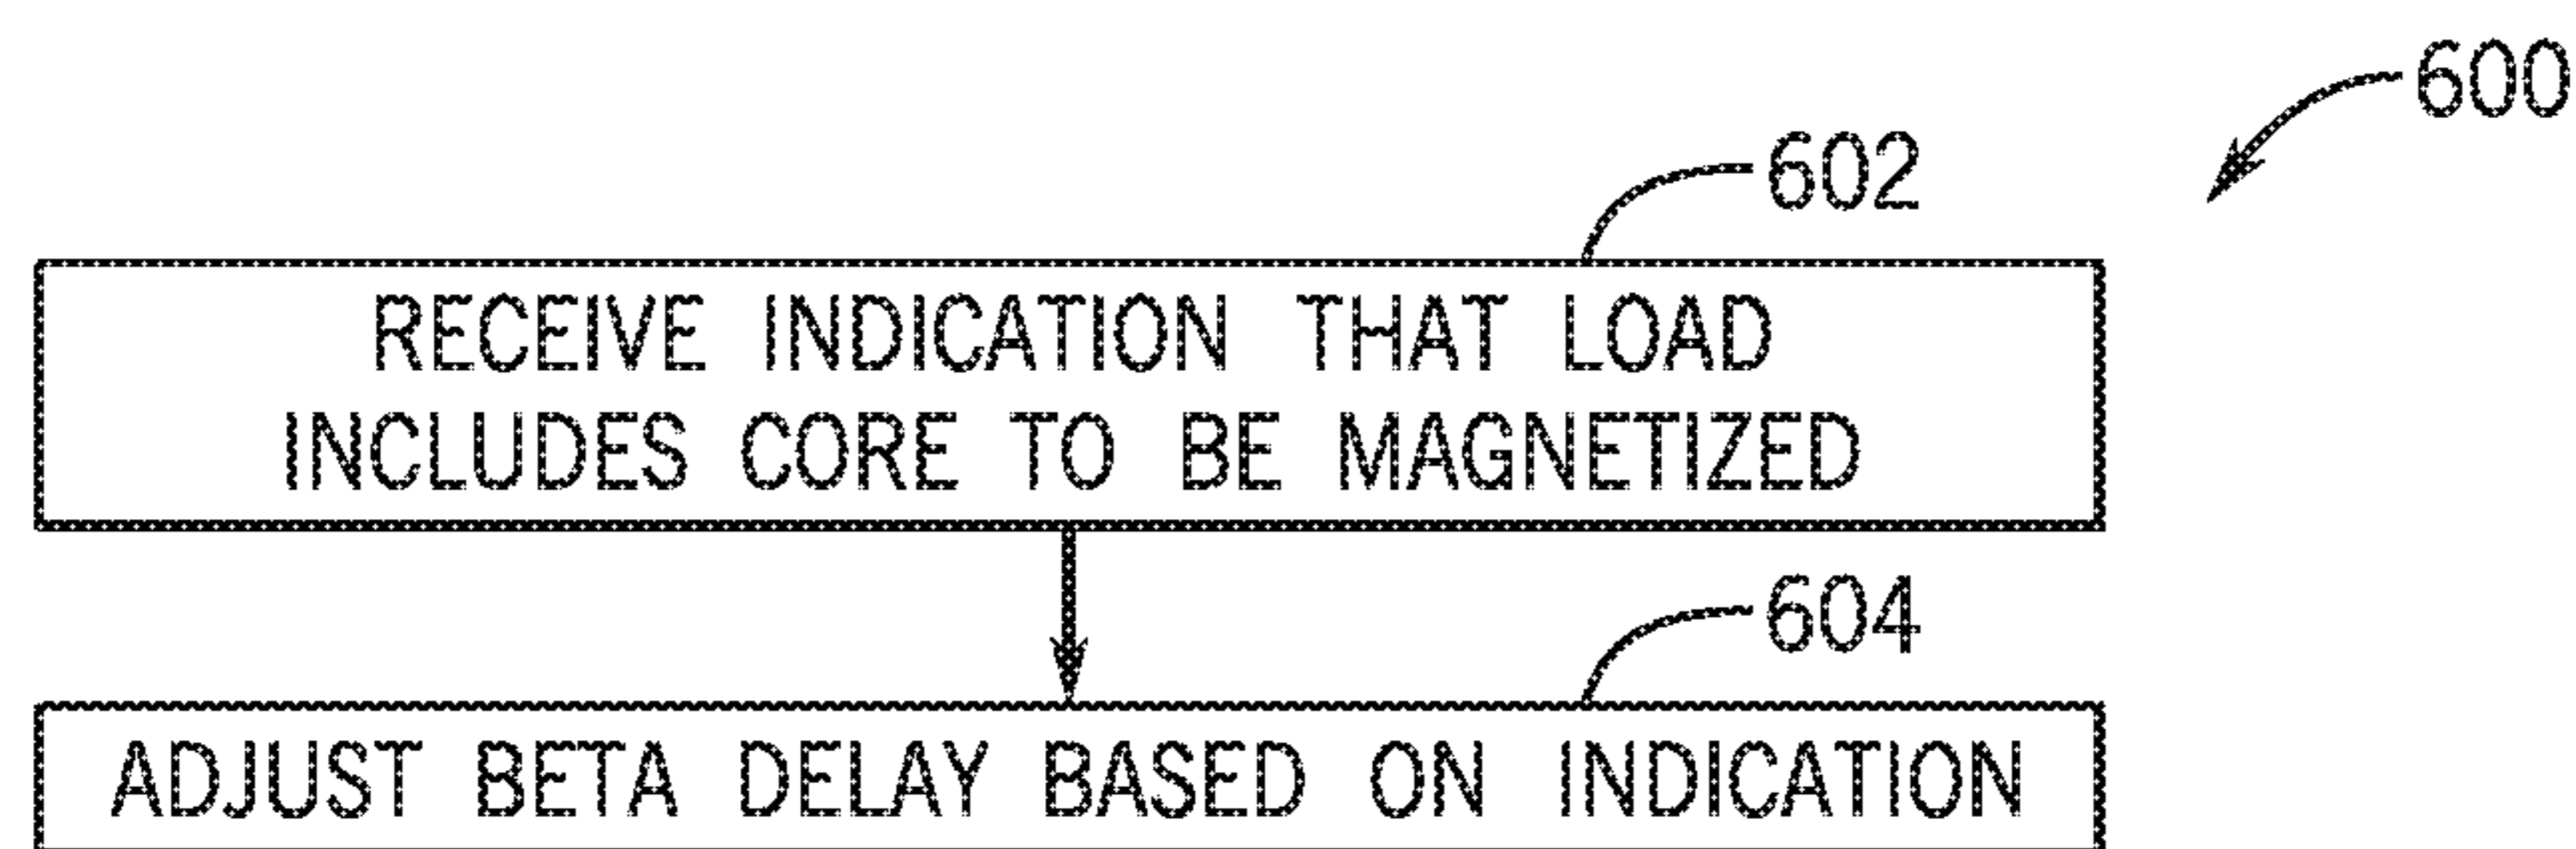 600
602
RECEIVE INDICATION THAT LOAD
INCLUDES CORE TO BE MAGNETIZED
604
ADJUST BETA DELAY BASED ON INDICATION